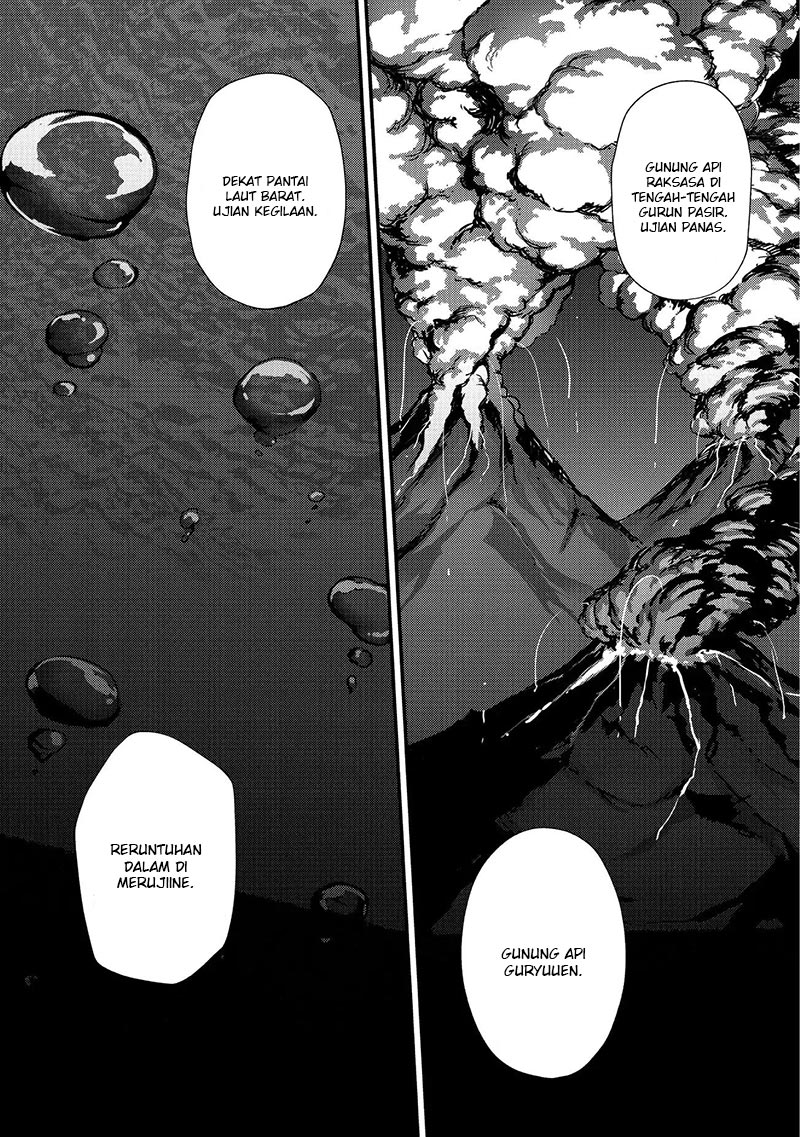 GUNUNG API
RAKSASA DI
TENGAH-TENGAH
GURUN PASIR.
UJIAN PANAS.
GUNUNG API
GURYUUEN.
DEKAT PANTAI
LAUT BARAT.
UJIAN KEGILAAN.
RERUNTUHAN
DALAM DI
MERUJIINE.